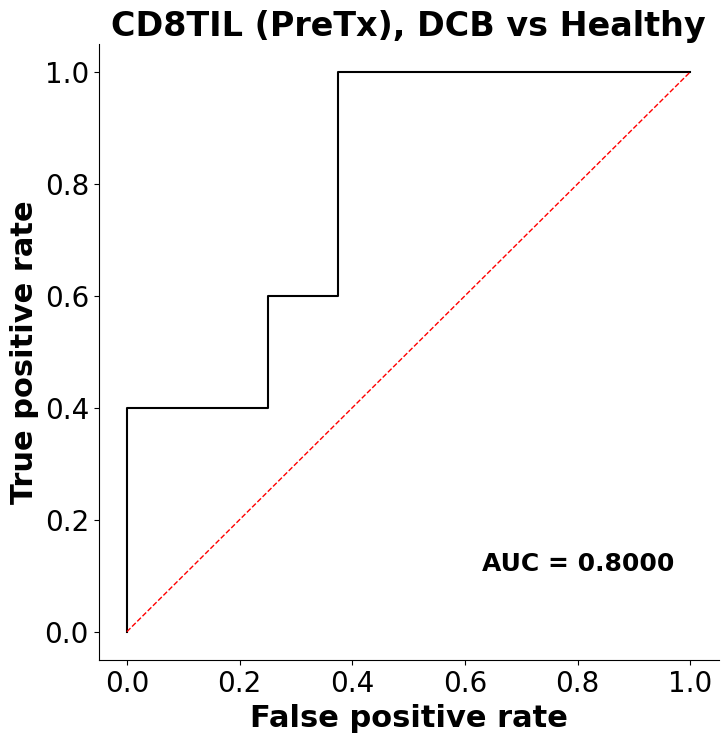 CD8TIL (PreTx), DCB vs Healthy
1.0
0.8
0.6
0.4
0.2
0.0
True positive rate
AUC = 0.8000
0.0 0.2 0.4 0.6 0.8 1.0
False positive rate